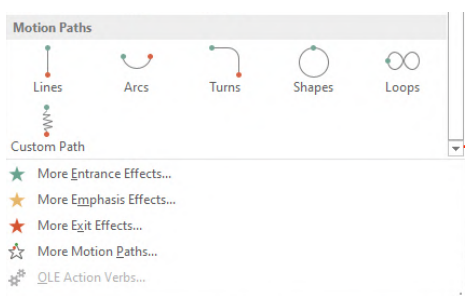 Motion Paths
Lines Arcs Turns Shapes Loops
Custom Path
More Entrance Effects...
More Emphasis Effects...
More Exit Effects...
More Motion Paths...
OLE Action Verbs...